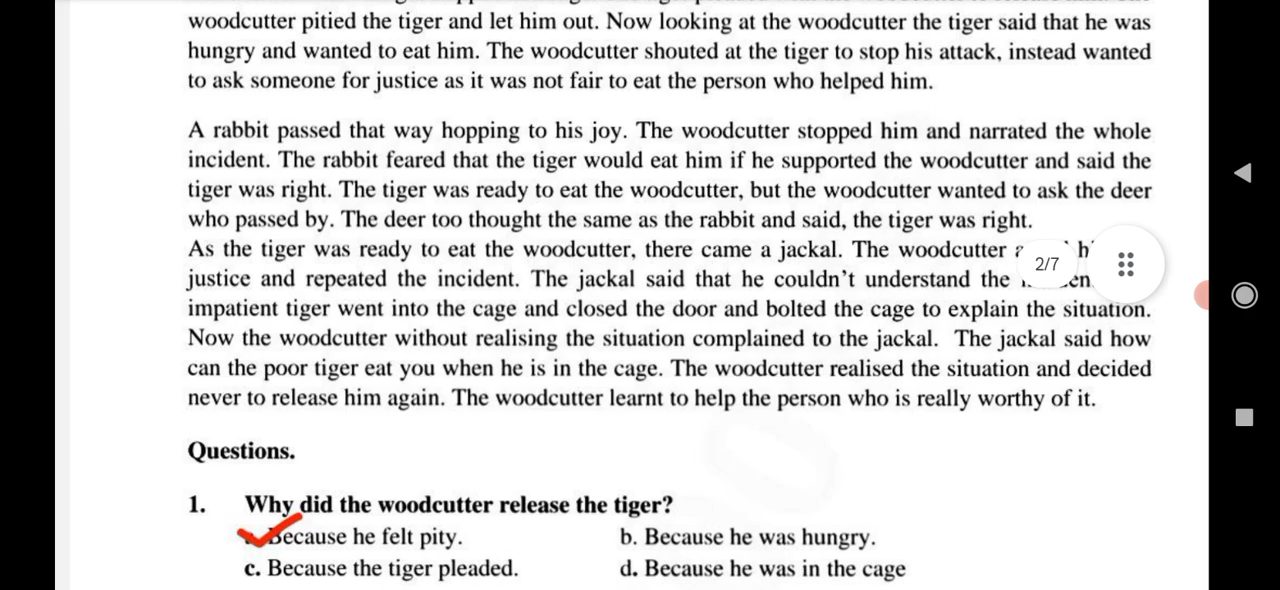 woodcutter pitied the tiger and let him out. Now looking at the woodcutter the tiger said that he was
hungry and wanted to eat him. The woodcutter shouted at the tiger to stop his attack, instead wanted
to ask someone for justice as it was not fair to eat the person who helped him.
A rabbit passed that way hopping to his joy. The woodcutter stopped him and narrated the whole
incident. The rabbit feared that the tiger would eat him if he supported the woodcutter and said the
tiger was right. The tiger was ready to eat the woodcutter, but the woodcutter wanted to ask the deer
who passed by. The deer too thought the same as the rabbit and said, the tiger was right.
As the tiger was ready to eat the woodcutter, there came a jackal. The woodcutter
2/7
justice and repeated the incident. The jackal said that he couldn't understand the
impatient tiger went into the cage and closed the door and bolted the cage to explain the situation.
Now the woodcutter without realising the situation complained to the jackal. The jackal said how
can the poor tiger eat you when he is in the cage. The woodcutter realised the situation and decided
never to release him again. The woodcutter learnt to help the person who is really worthy of it.
Questions.
1. Why did the woodcutter release the tiger?
Because he felt pity. b. Because he was hungry.
c. Because the tiger pleaded. d. Because he was in the cage